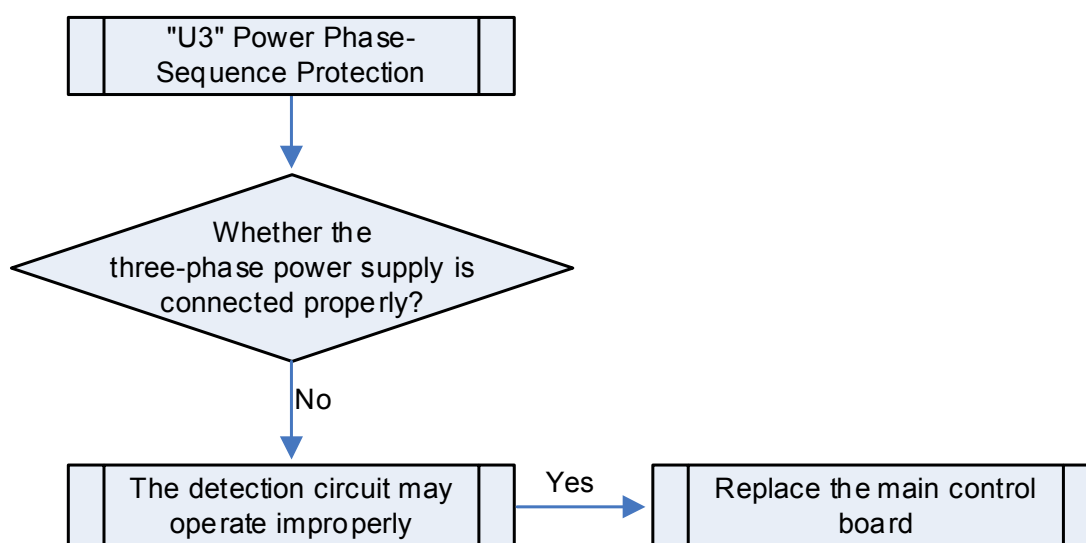 "U3" Power Phase-
Sequence Protection
Whether the
three-phase power supply is
connected properly?
No
The detection circuit may
operate improperly
Yes
Replace the main control
board